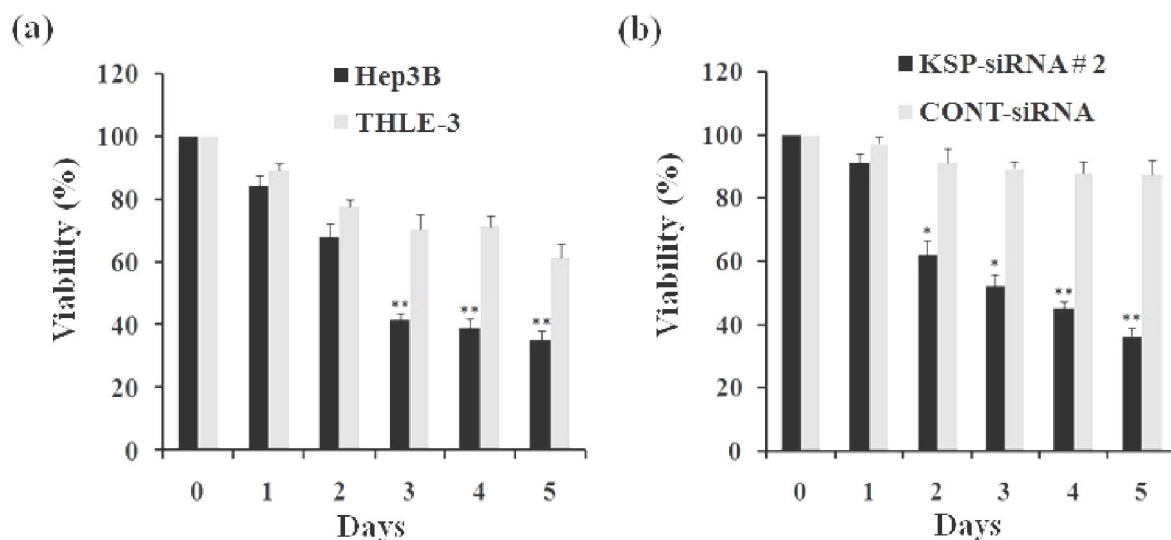 (a)
Hep3B
THLE-3
120
100
80
60
40
20
0
Viability (%)
** ** **
0 1 2 3 4 5
Days
(b)
KSP-siRNA # 2
CONT-siRNA
120
100
80
60
40
20
0
Viability (%)
* * ** **
0 1 2 3 4 5
Days